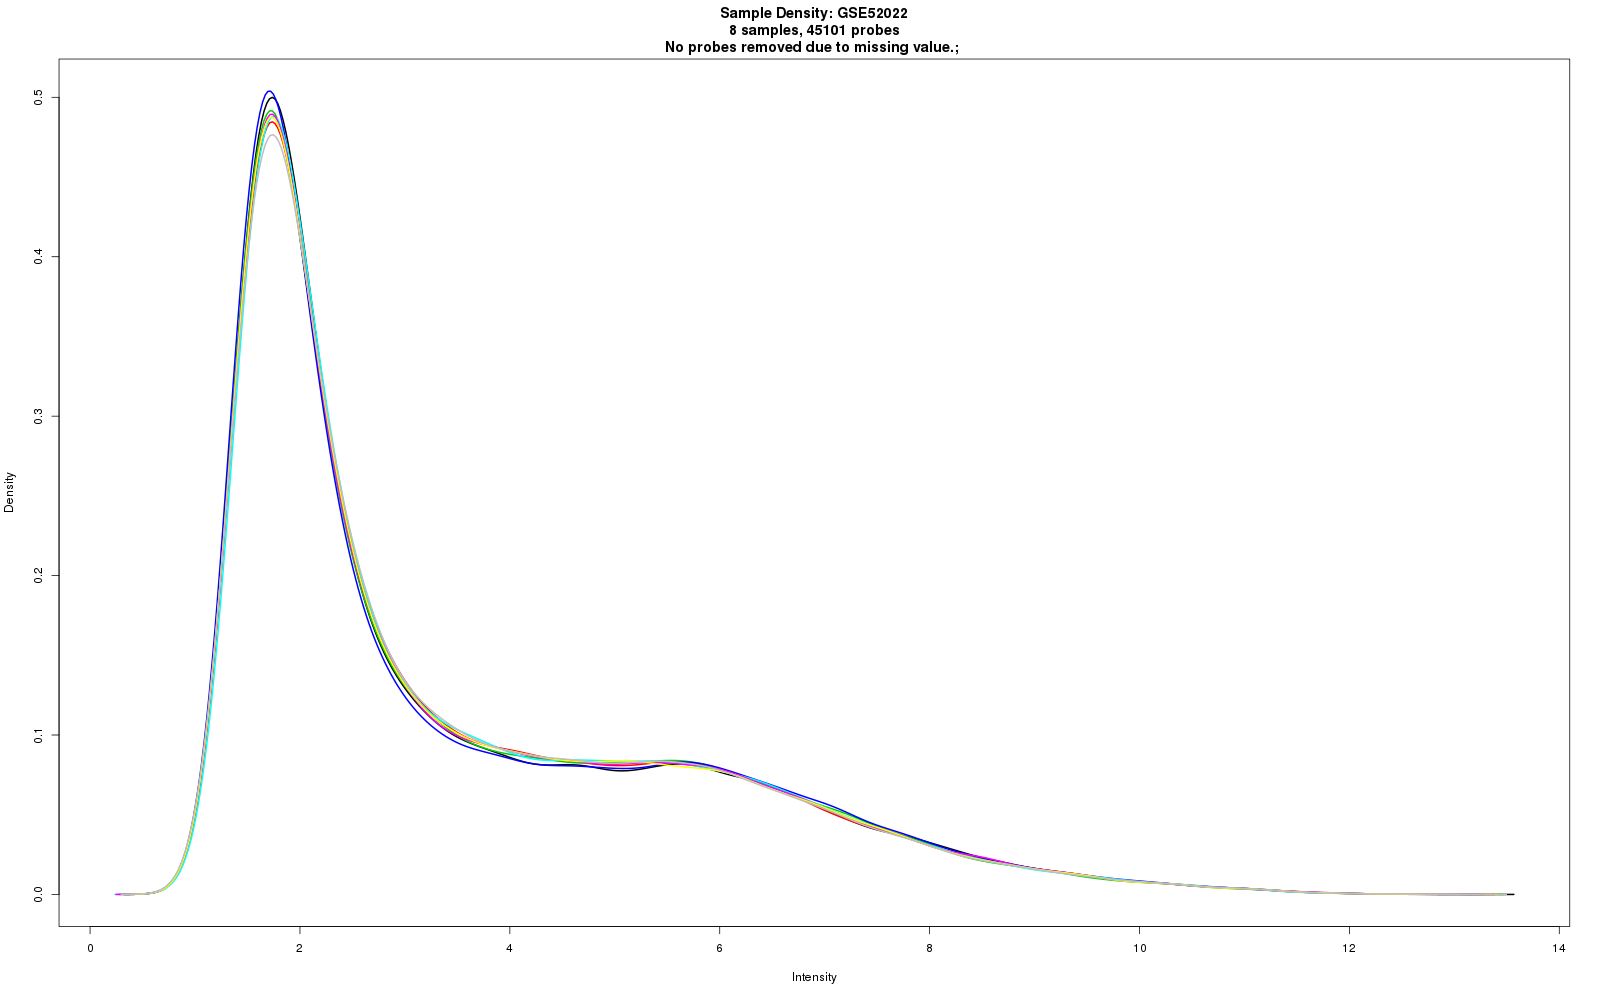 Sample Density: GSE52022
8 samples, 45101 probes
No probes removed due to missing value.;
Density
0.5
0.4
0.3
0.2
0.1
0.0
0 2 4 6 8 10 12 14
Intensity